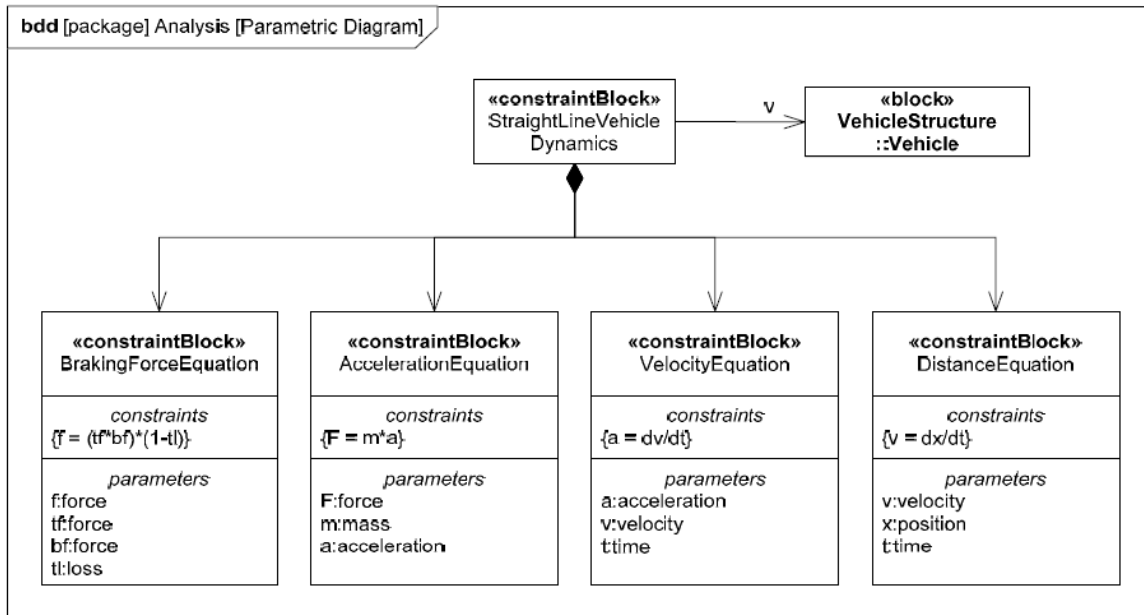 bdd [package] Analysis [Parametric Diagram]
«constraintBlock»
StraightLineVehicle
Dynamics
v
«block»
VehicleStructure
::Vehicle
«constraintBlock»
BrakingForceEquation
constraints
{f = (tf*bf)*(1-tl)}
parameters
f:force
tf:force
bf:force
tl:loss
«constraintBlock»
AccelerationEquation
constraints
{F = m*a}
parameters
F:force
m:mass
a:acceleration
«constraintBlock»
VelocityEquation
constraints
{a = dv/dt}
parameters
a:acceleration
v:velocity
t:time
«constraintBlock»
DistanceEquation
constraints
{v = dx/dt}
parameters
v:velocity
x:position
t:time